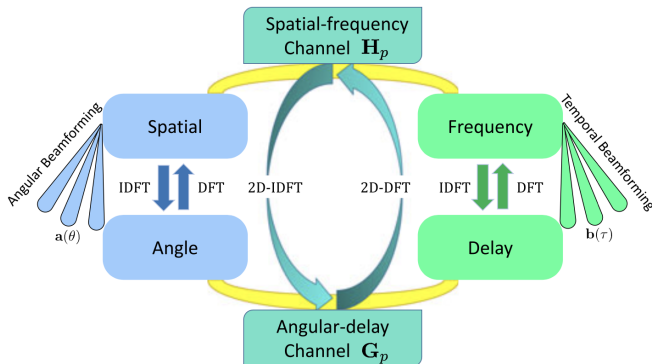 Spatial-frequency
Channel H_p
Spatial
Frequency
Angular Beamforming
Temporal Beamforming
IDFT
DFT
2D-IDFT
2D-DFT
IDFT
DFT
a(θ)
b(τ)
Angle
Delay
Angular-delay
Channel G_p